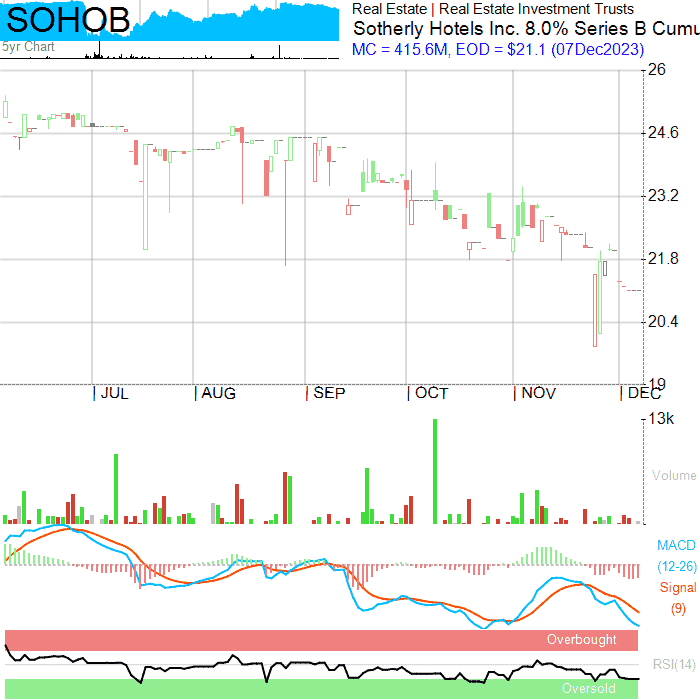 SOHOB
5yr Chart
Real Estate | Real Estate Investment Trusts
Sotherly Hotels Inc. 8.0% Series B Cumu
MC = 415.6M, EOD = $21.1 (07Dec2023)
26
24.6
23.2
21.8
20.4
19
| JUL | AUG | SEP | OCT | NOV | DEC
13k
Volume
MACD
(12-26)
Signal
(9)
Overbought
RSI(14)
Oversold